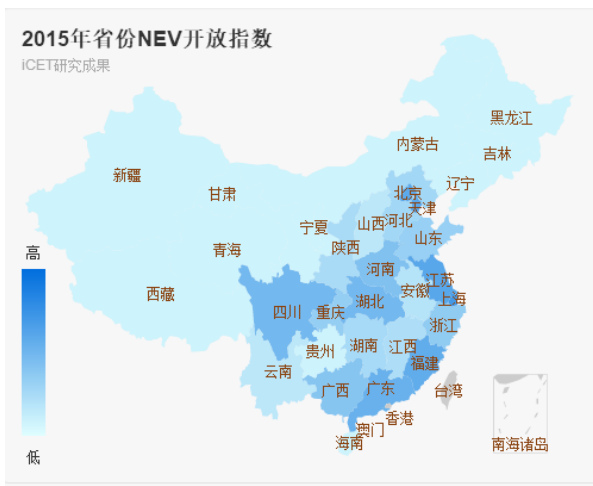 2015年省份NEV开放指数
iCET研究成果
黑龙江
内蒙古
吉林
新疆
甘肃
北京
辽宁
天津
宁夏
山西
河北
陕西
山东
青海
高
河南
西藏
江苏
安徽
上海
四川
重庆
湖北
浙江
贵州
湖南
江西
云南
福建
广西
广东
台湾
香港
澳门
海南
南海诸岛
低